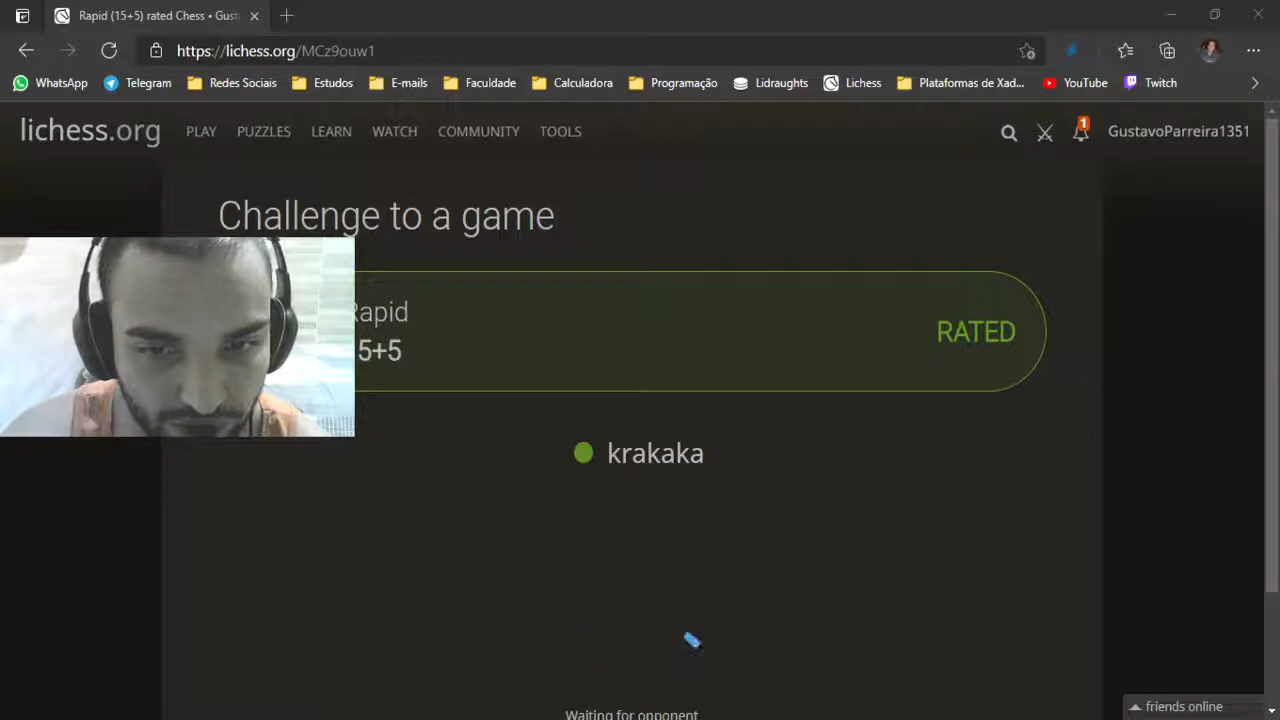 Rapid (15+5) rated Chess • Gust
https://lichess.org/MCz9ouw1
WhatsApp Telegram Redes Sociais Estudos E-mails Faculdade Calculadora Programação Lidraughts Lichess Plataformas de Xad... YouTube Twitch
lichess.org PLAY PUZZLES LEARN WATCH COMMUNITY TOOLS 1 GustavoParreira1351
Challenge to a game
Rapid
5+5
RATED
krakaka
Waiting for opponent
friends online